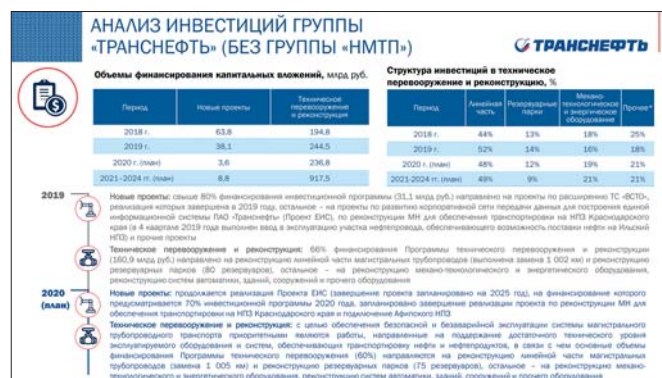 АНАЛИЗ ИНВЕСТИЦИЙ ГРУППЫ
«ТРАНСНЕФТЬ» (БЕЗ ГРУППЫ «НМТП»)
ТРАНСНЕФТЬ
Объемы финансирования капитальных вложений, млрд руб.
Период Новые проекты Техническое перевооружение и реконструкция
2018 г. 63,8 194,8
2019 г. 38,1 244,5
2020 г. (план) 3,6 236,8
2021–2024 гг. (план) 8,8 917,5
Структура инвестиций в техническое
перевооружение и реконструкцию, %
Период Линейная часть Резервуарные парки Механо-технологическое и энергетическое оборудование Прочее*
2018 г. 44% 13% 18% 25%
2019 г. 52% 14% 16% 18%
2020 г. (план) 48% 12% 19% 21%
2021-2024 гг. (план) 49% 9% 21% 21%
2019
Новые проекты: свыше 80% финансирования инвестиционной программы (31,1 млрд руб.) направлено на проекты по расширению ТС «ВСТО»,
реализация которых завершена в 2019 году, остальное – на проекты по развитию корпоративной сети передачи данных для построения единой
информационной системы ПАО «Транснефть» (Проект ЕИС), по реконструкции МН для обеспечения транспортировки на НПЗ Краснодарского
края (в 4 квартале 2019 года выполнен ввод в эксплуатацию участка нефтепровода, обеспечивающего возможность поставки нефти на Ильский
НПЗ) и прочие проекты
Техническое перевооружение и реконструкция: 66% финансирования Программы технического перевооружения и реконструкции
(160,9 млрд руб.) направлено на реконструкцию линейной части магистральных трубопроводов (выполнена замена 1 002 км) и реконструкцию
резервуарных парков (80 резервуаров), остальное – на реконструкцию механо-технологического и энергетического оборудования,
реконструкцию систем автоматики, зданий, сооружений и прочего оборудования
2020
(план)
Новые проекты: продолжается реализация Проекта ЕИС (завершение проекта запланировано на 2025 год), на финансирование которого
предусматривается 70% инвестиционной программы 2020 года, запланировано завершение реализации проекта по реконструкции МН для
обеспечения транспортировки на НПЗ Краснодарского края и подключение Афипского НПЗ
Техническое перевооружение и реконструкция: с целью обеспечения безопасной и безаварийной эксплуатации системы магистрального
трубопроводного транспорта приоритетными являются работы, направленные на поддержание достаточного технического уровня
эксплуатируемого оборудования и систем, обеспечивающих транспортировку нефти и нефтепродуктов, в связи с чем основные объемы
финансирования Программы технического перевооружения (60%) направляются на реконструкцию линейной части магистральных
трубопроводов (замена 1 005 км) и реконструкцию резервуарных парков (75 резервуаров), остальное – на реконструкцию механо-
технологического и энергетического оборудования, реконструкцию систем автоматики, зданий, сооружений и прочего оборудования